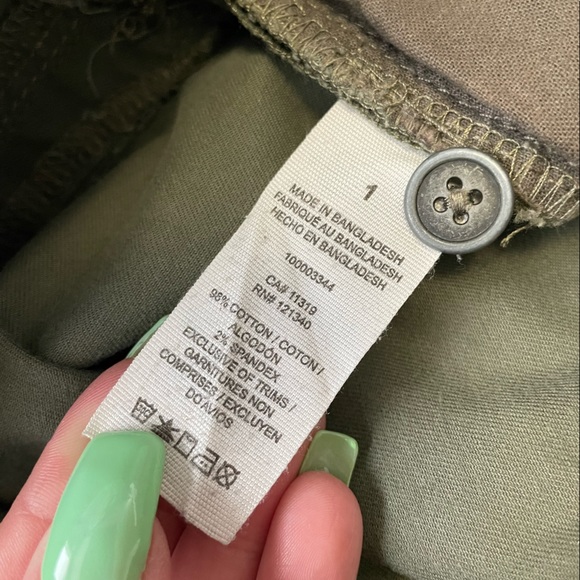 1
MADE IN BANGLADESH
FABRIQUÉ AU BANGLADESH
HECHO EN BANGLADESH
100003344
CA# 11319
RN# 121340
98% COTTON / COTON /
ALGODÓN
2% SPANDEX
EXCLUSIVE OF TRIMS /
GARNITURES NON
COMPRISES / EXCLUYEN
DO AVIOS